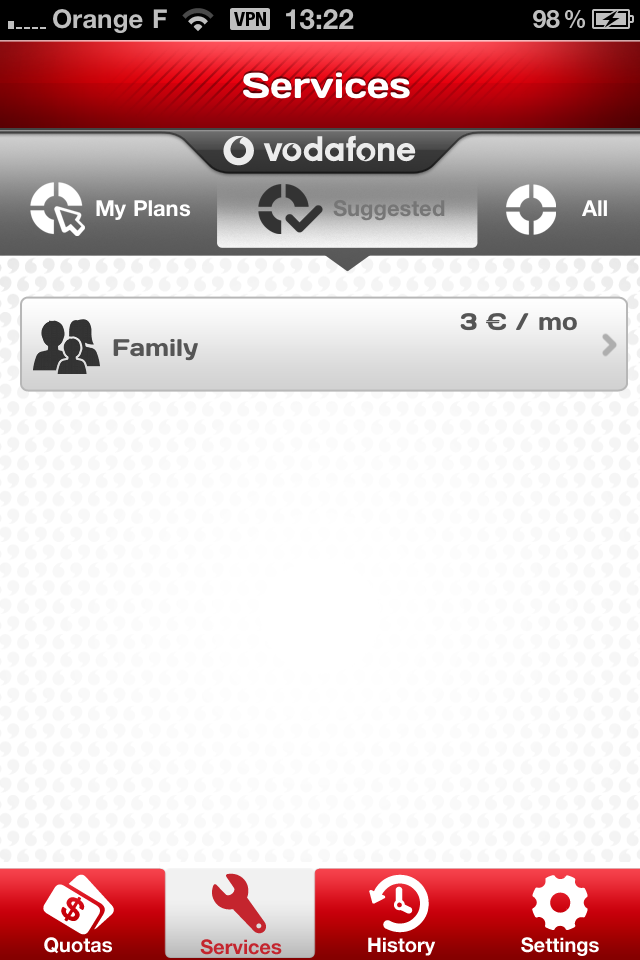 Orange F VPN 13:22 98 %
Services
vodafone
My Plans Suggested All
3 € / mo
Family
$
Quotas Services History Settings